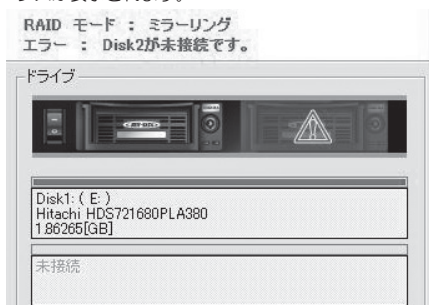 RAID モード : ミラーリング
エラー : Disk2が未接続です。
ドライブ
Disk1: ( E: )
Hitachi HDS721680PLA380
1.86265[GB]
未接続